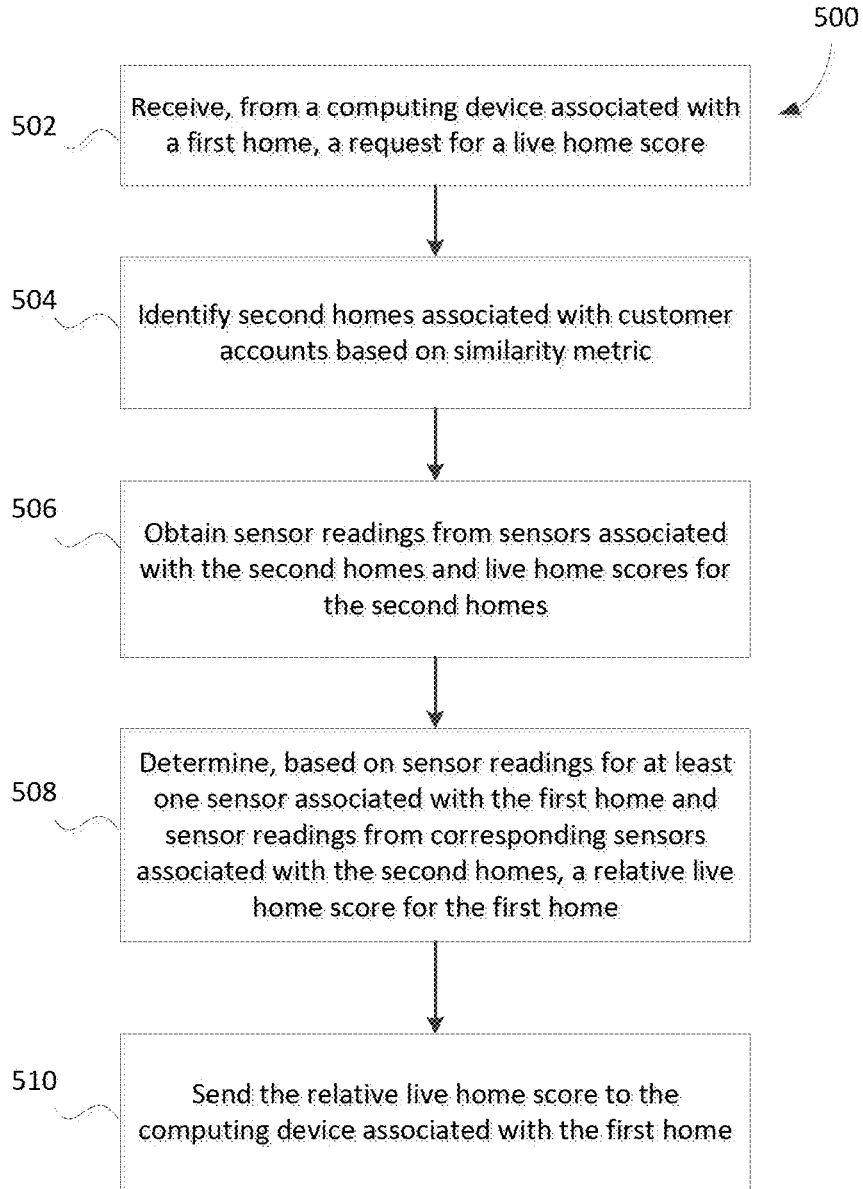 500
502
Receive, from a computing device associated with
a first home, a request for a live home score
504
Identify second homes associated with customer
accounts based on similarity metric
506
Obtain sensor readings from sensors associated
with the second homes and live home scores for
the second homes
508
Determine, based on sensor readings for at least
one sensor associated with the first home and
sensor readings from corresponding sensors
associated with the second homes, a relative live
home score for the first home
510
Send the relative live home score to the
computing device associated with the first home